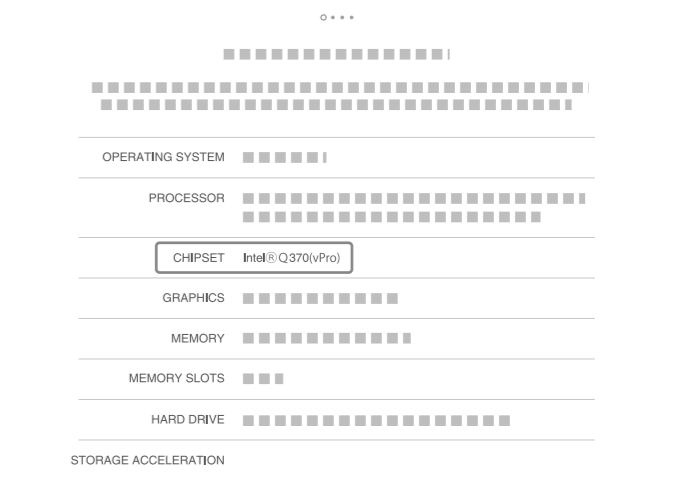 OPERATING SYSTEM
PROCESSOR
CHIPSET Intel® Q370(vPro)
GRAPHICS
MEMORY
MEMORY SLOTS
HARD DRIVE
STORAGE ACCELERATION